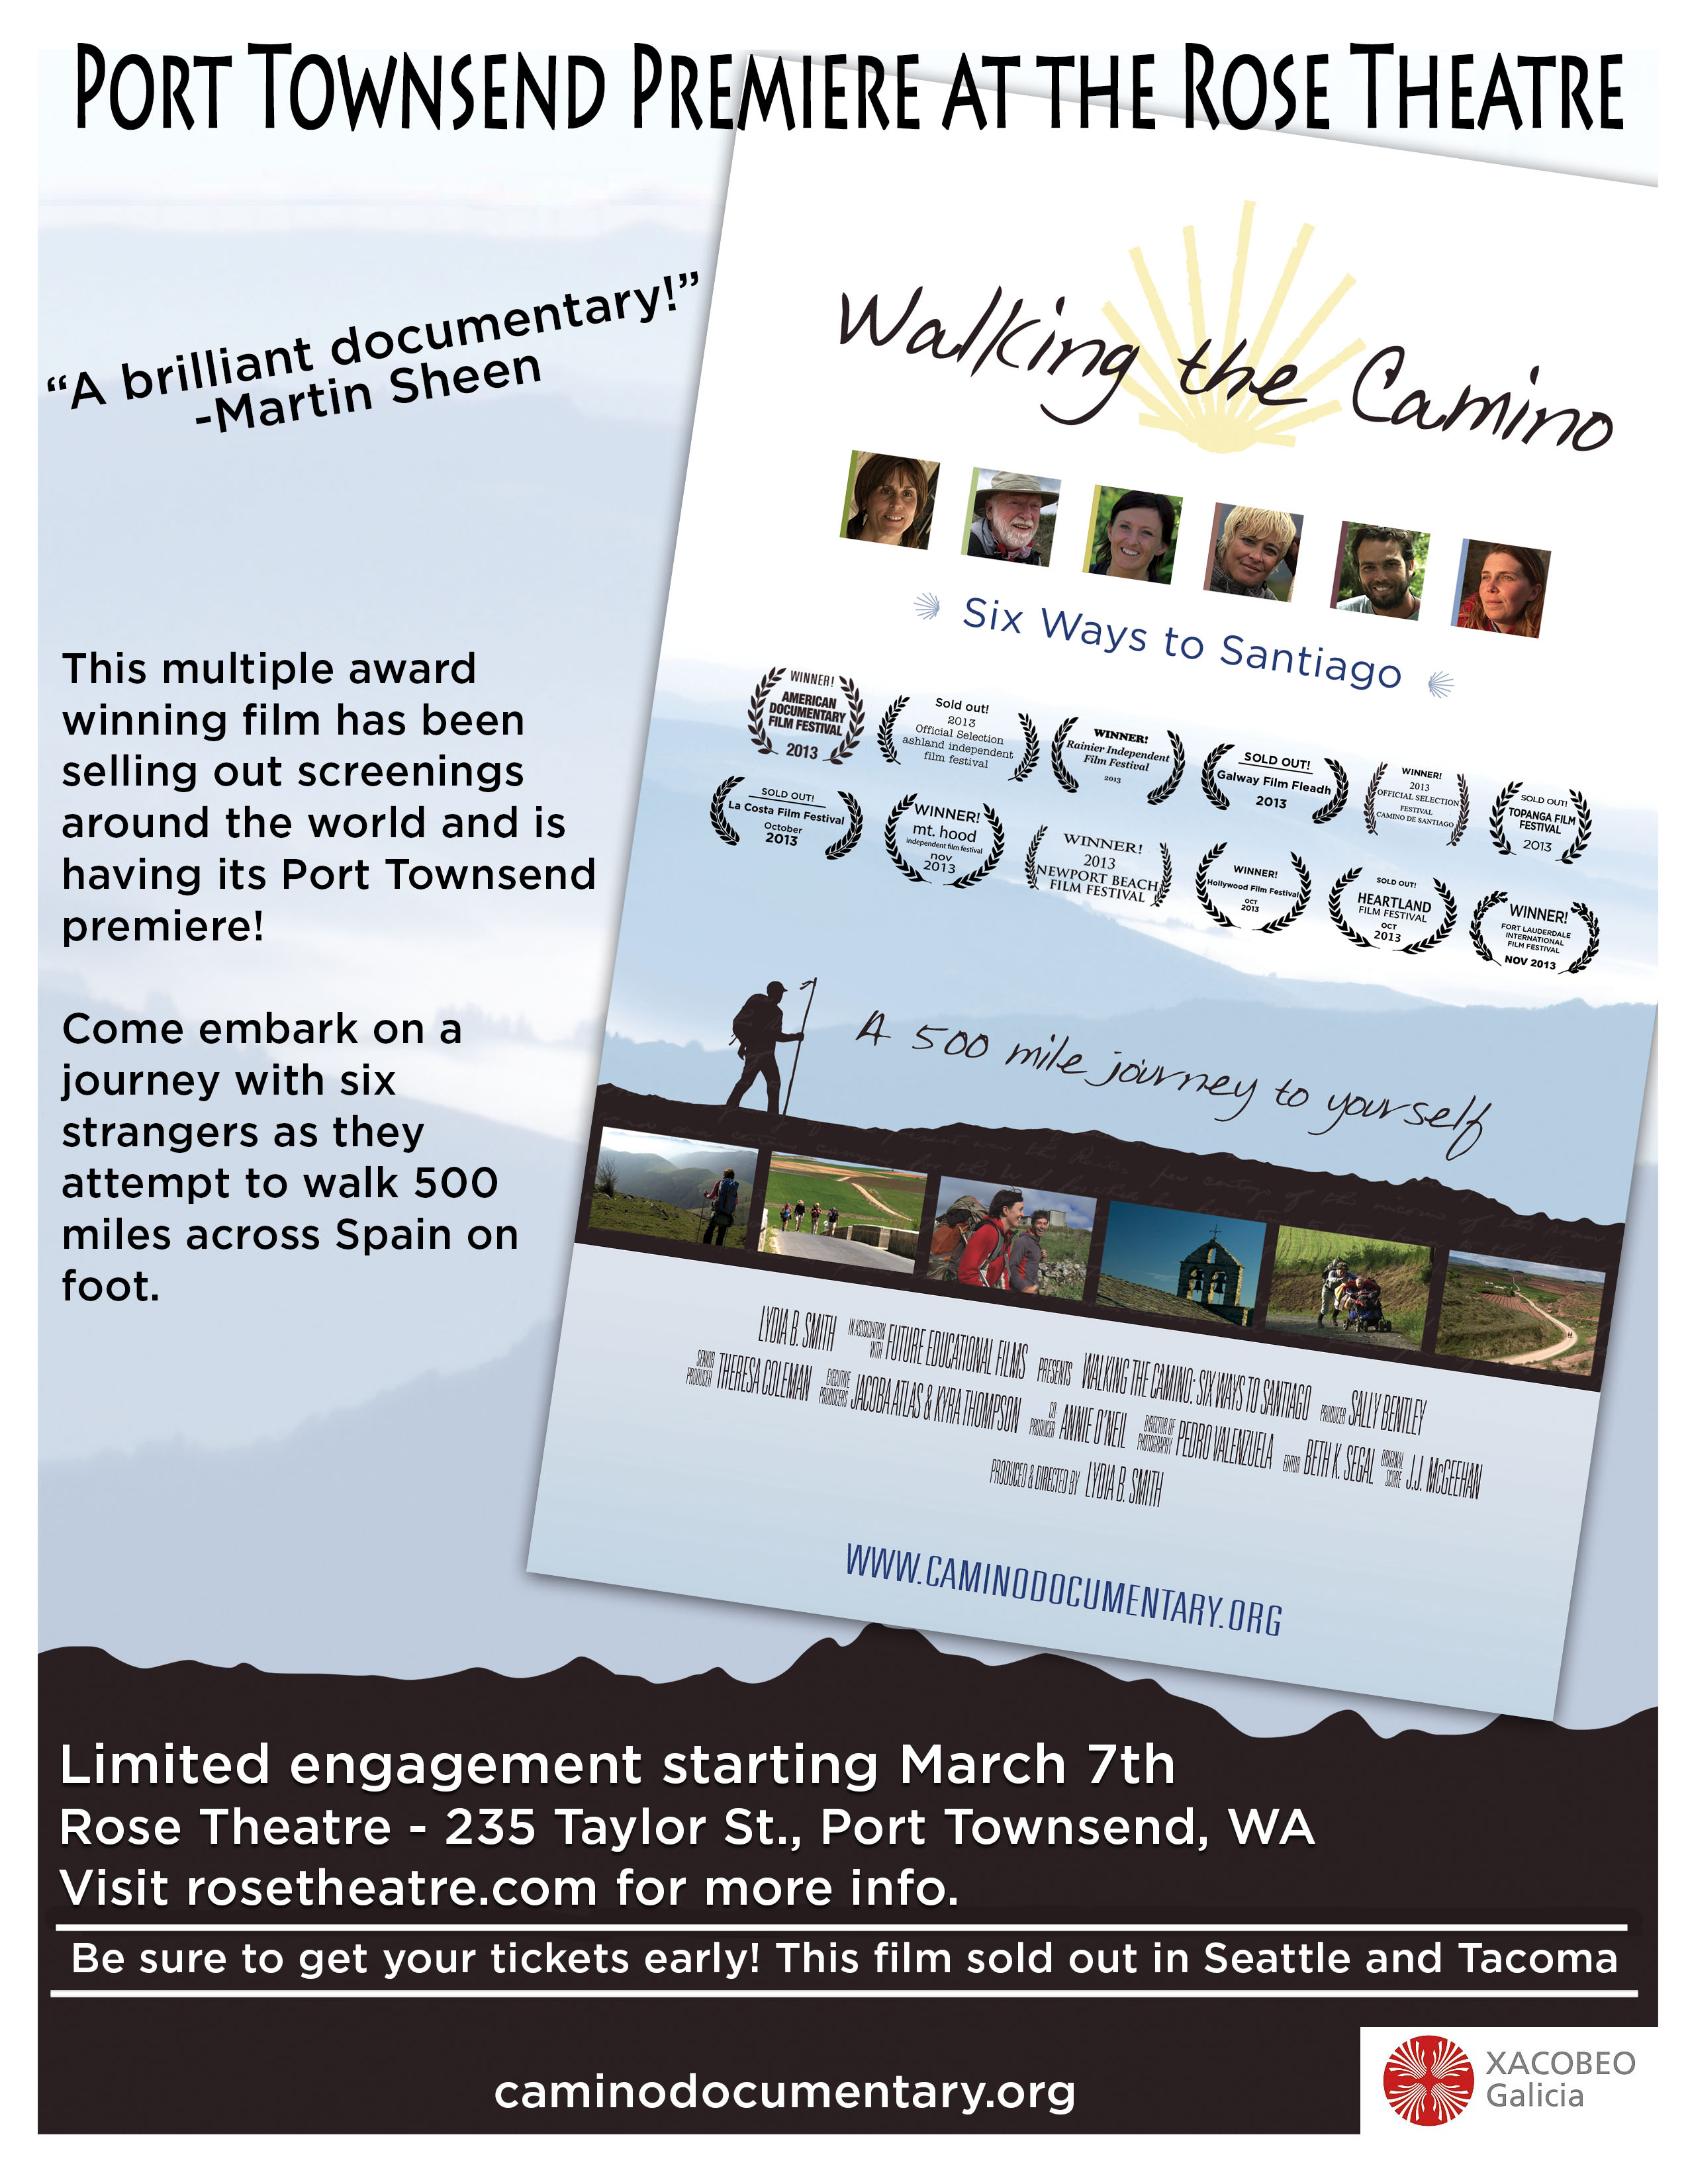 PORT TOWNSEND PREMIERE AT THE ROSE THEATRE
“A brilliant documentary!”
-Martin Sheen
This multiple award
winning film has been
selling out screenings
around the world and is
having its Port Townsend
premiere!
Come embark on a
journey with six
strangers as they
attempt to walk 500
miles across Spain on
foot.
Walking the Camino
Six Ways to Santiago
WINNER!
AMERICAN
DOCUMENTARY
FILM FESTIVAL
2013
Sold out!
2013
Official Selection
ashland independent
film festival
WINNER!
Rainier Independent
Film Festival
2013
SOLD OUT!
Galway Film Fleadh
2013
WINNER!
2013
OFFICIAL SELECTION
FESTIVAL
CAMINO DE SANTIAGO
SOLD OUT!
TOPANGA FILM
FESTIVAL
2013
SOLD OUT!
La Costa Film Festival
October
2013
WINNER!
mt. hood
independent film festival
nov
2013
WINNER!
2013
NEWPORT BEACH
FILM FESTIVAL
WINNER!
Hollywood Film Festival
OCT
2013
SOLD OUT!
HEARTLAND
FILM FESTIVAL
OCT
2013
WINNER!
FORT LAUDERDALE
INTERNATIONAL
FILM FESTIVAL
NOV 2013
A 500 mile journey to yourself
LYDIA B. SMITH IN ASSOCIATION WITH FUTURE EDUCATIONAL FILMS PRESENTS WALKING THE CAMINO: SIX WAYS TO SANTIAGO PRODUCER SALLY BENTLEY
SENIOR PRODUCER THERESA COLEMAN EXECUTIVE PRODUCERS JACOBA ATLAS & KYRA THOMPSON CO-PRODUCER ANNIE O'NEIL DIRECTOR OF PHOTOGRAPHY PEDRO VALENZUELA EDITOR BETH K. SEGAL ORIGINAL SCORE J.J. McGEEHAN
PRODUCED & DIRECTED BY LYDIA B. SMITH
WWW.CAMINODOCUMENTARY.ORG
Limited engagement starting March 7th
Rose Theatre - 235 Taylor St., Port Townsend, WA
Visit rosetheatre.com for more info.
Be sure to get your tickets early! This film sold out in Seattle and Tacoma
caminodocumentary.org
XACOBEO
Galicia